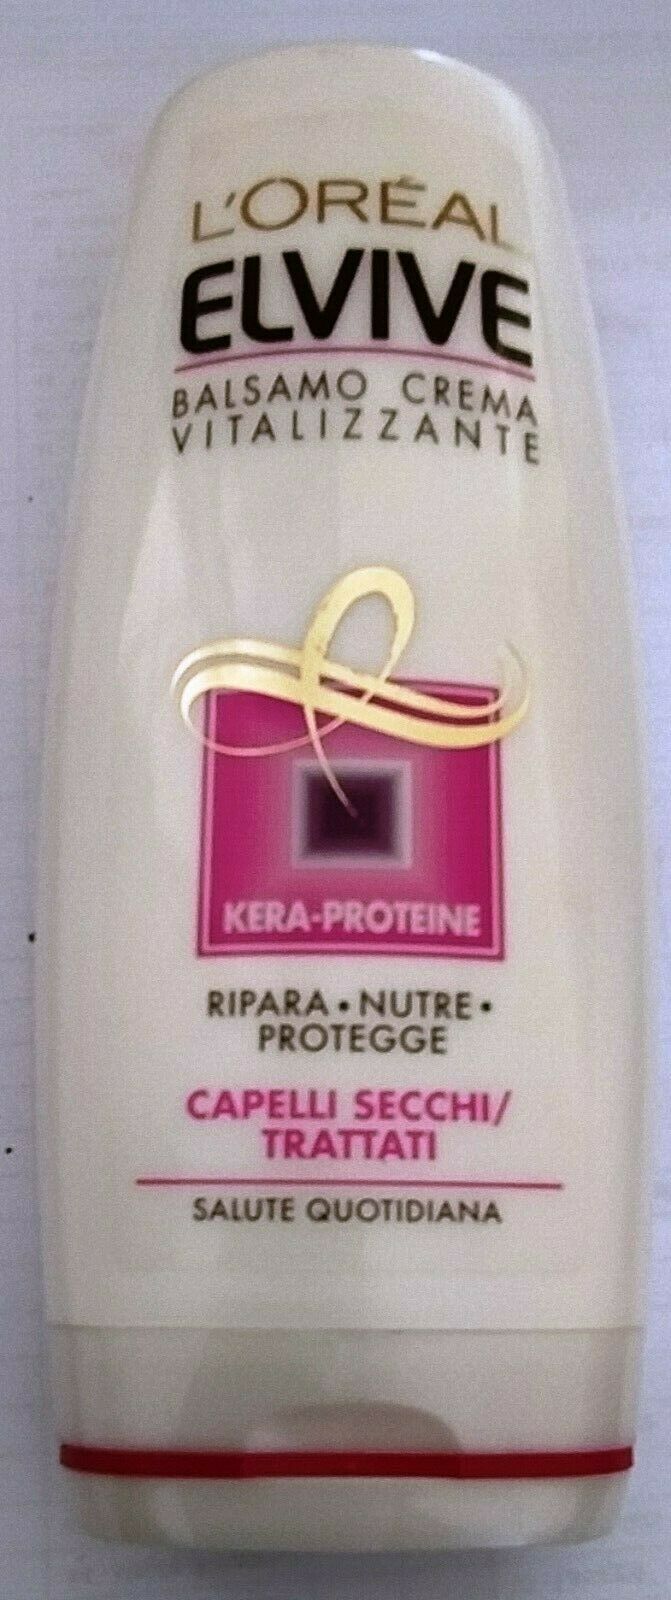 L'ORÉAL
ELVIVE
BALSAMO CREMA
VITALIZZANTE
KERA-PROTEINE
RIPARA • NUTRE •
PROTEGGE
CAPELLI SECCHI/
TRATTATI
SALUTE QUOTIDIANA